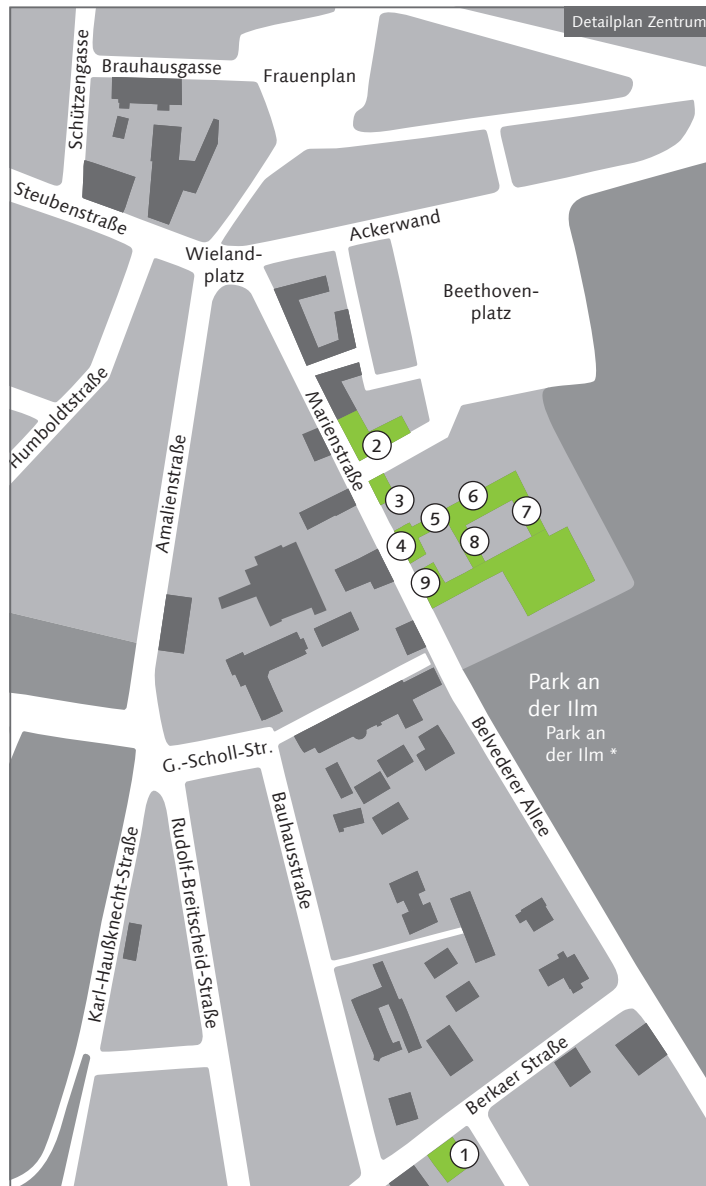 Detailplan Zentrum
Schützengasse
Brauhausgasse
Frauenplan
Steubenstraße
Ackerwand
Wieland-
platz
Beethoven-
platz
Humboldtstraße
Amalienstraße
Marienstraße
2
3
6
5
7
4
8
9
Park an
der Ilm
Park an
der Ilm *
G.-Scholl-Str.
Belvederer Allee
Bauhausstraße
Karl-Haußknecht-Straße
Rudolf-Breitscheid-Straße
Berkaer Straße
1